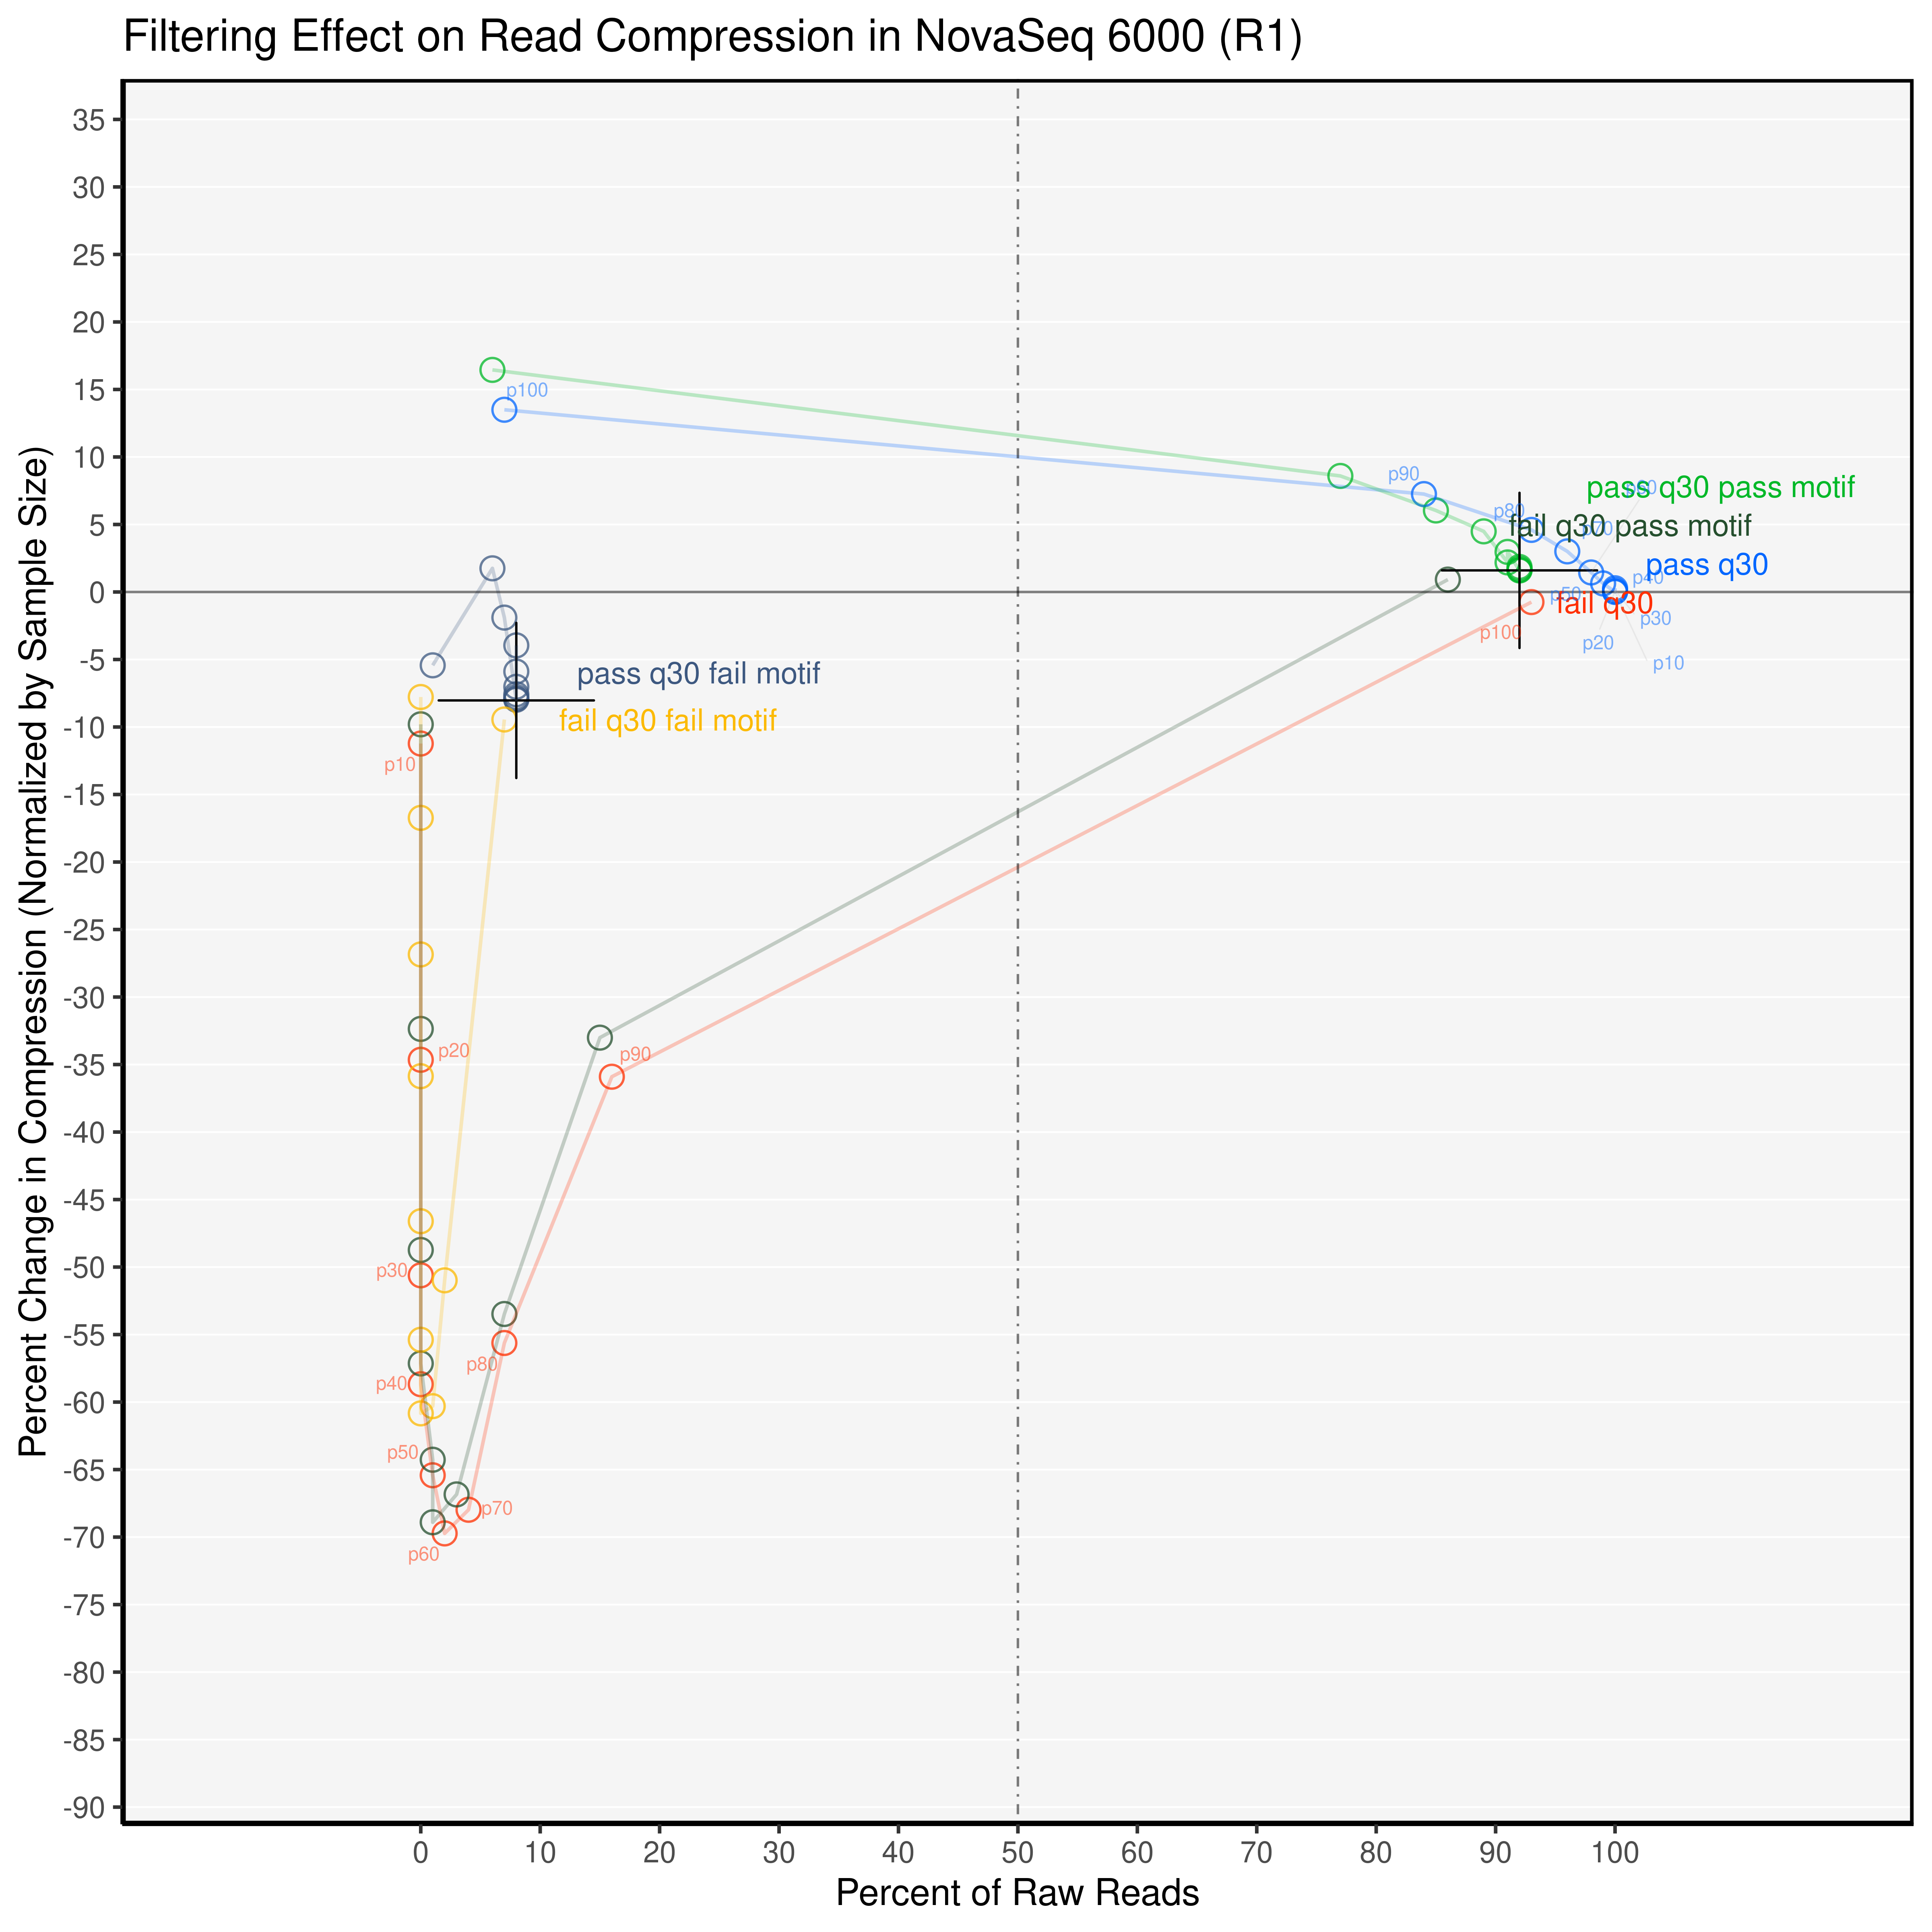 Filtering Effect on Read Compression in NovaSeq 6000 (R1)
Percent Change in Compression (Normalized by Sample Size)
35
30
25
20
15
10
5
0
-5
-10
-15
-20
-25
-30
-35
-40
-45
-50
-55
-60
-65
-70
-75
-80
-85
-90
p100
p90
p60
pass q30 pass motif
p80
fail q30 pass motif
p70
pass q30
p40
p50
fail q30
p30
p100
p20
p10
pass q30 fail motif
fail q30 fail motif
p10
p20
p90
p30
p80
p40
p50
p70
p60
0 10 20 30 40 50 60 70 80 90 100
Percent of Raw Reads